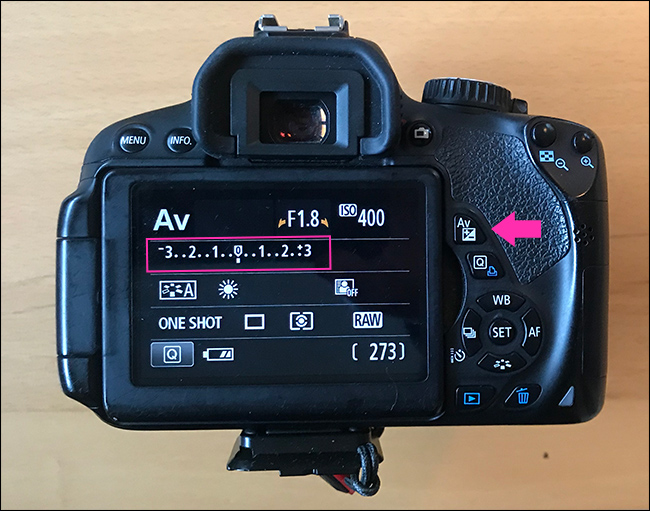 MENU
INFO.
Av
F1.8
ISO 400
-3..2..1..0..1..2.+3
A
OFF
ONE SHOT
RAW
Q
[ 273]
Av
Q
WB
SET
AF